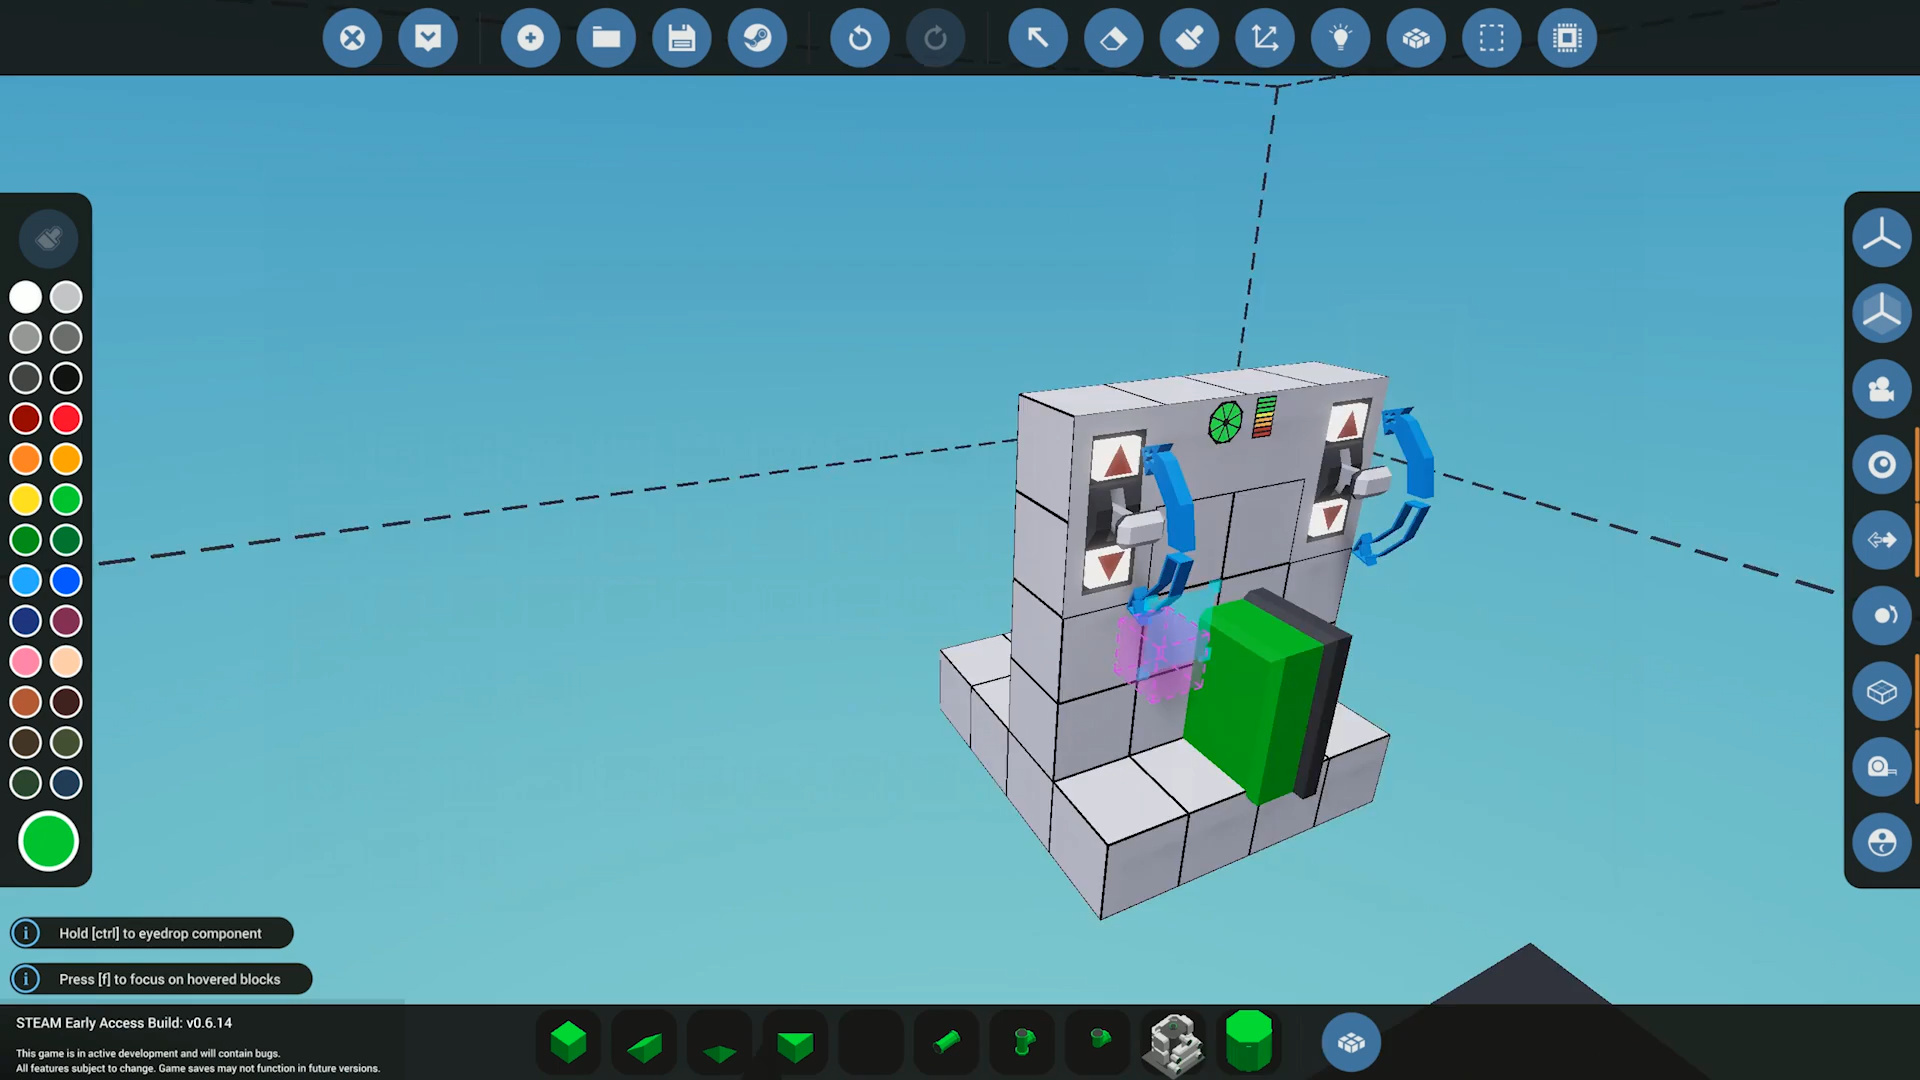 Hold [ctrl] to eyedrop component
Press [f] to focus on hovered blocks
STEAM Early Access Build: v0.6.14
This game is in active development and will contain bugs.
All features subject to change. Game saves may not function in future versions.